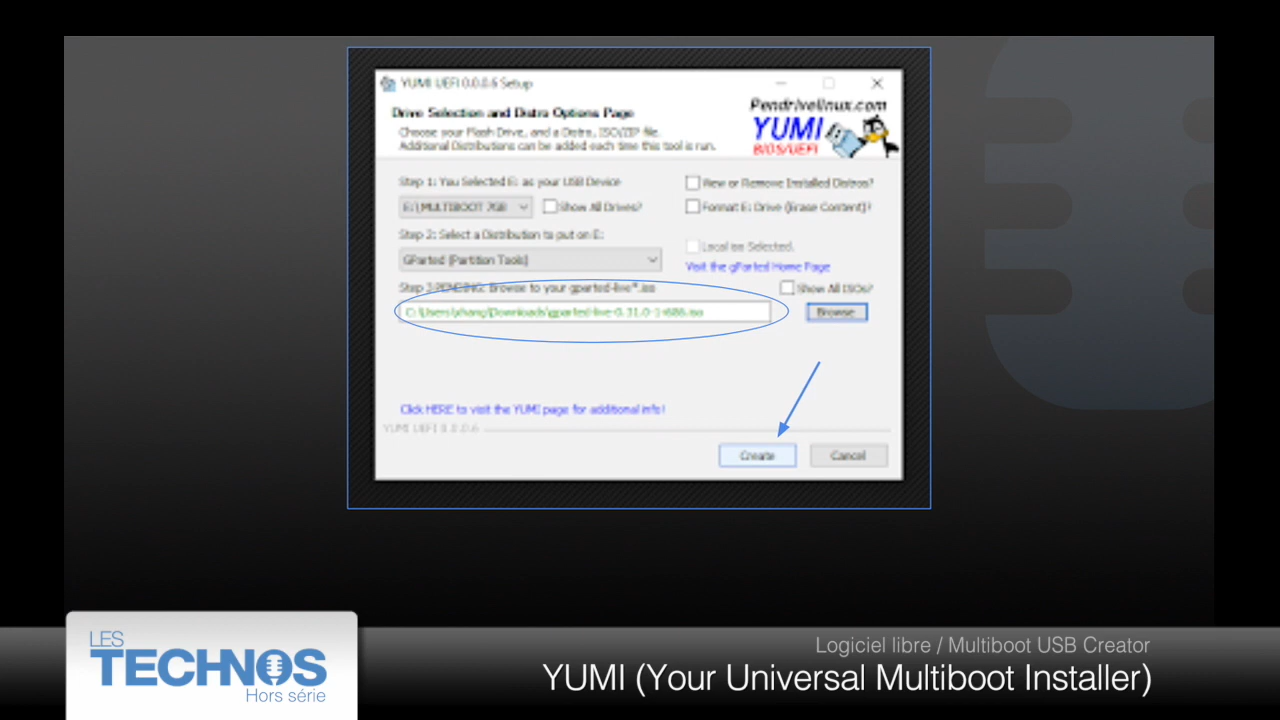 YUMI UEFI 0.0.0.6 Setup
Drive Selection and Distro Options Page
Choose your Flash Drive, and a Distro, ISO/ZIP file.
Additional Distributions can be added each time this tool is run.
Pendrivelinux.com
YUMI
BIOS/UEFI
Step 1: You Selected E: as your USB Device
View or Remove Installed Distros?
E:\MULTIBOOT 7GB
Show All Drives?
Format E: Drive (Erase Content)?
Step 2: Select a Distribution to put on E:
Local iso Selected.
GParted (Partition Tools)
Visit the gParted Home Page
Step 3 PENDING: Browse to your gparted-live*.iso
Show All ISOs?
Browse
Click HERE to visit the YUMI page for additional info!
YUMI UEFI 0.0.0.6
Create
Cancel
LES
TECHNOS
Hors série
Logiciel libre / Multiboot USB Creator
YUMI (Your Universal Multiboot Installer)